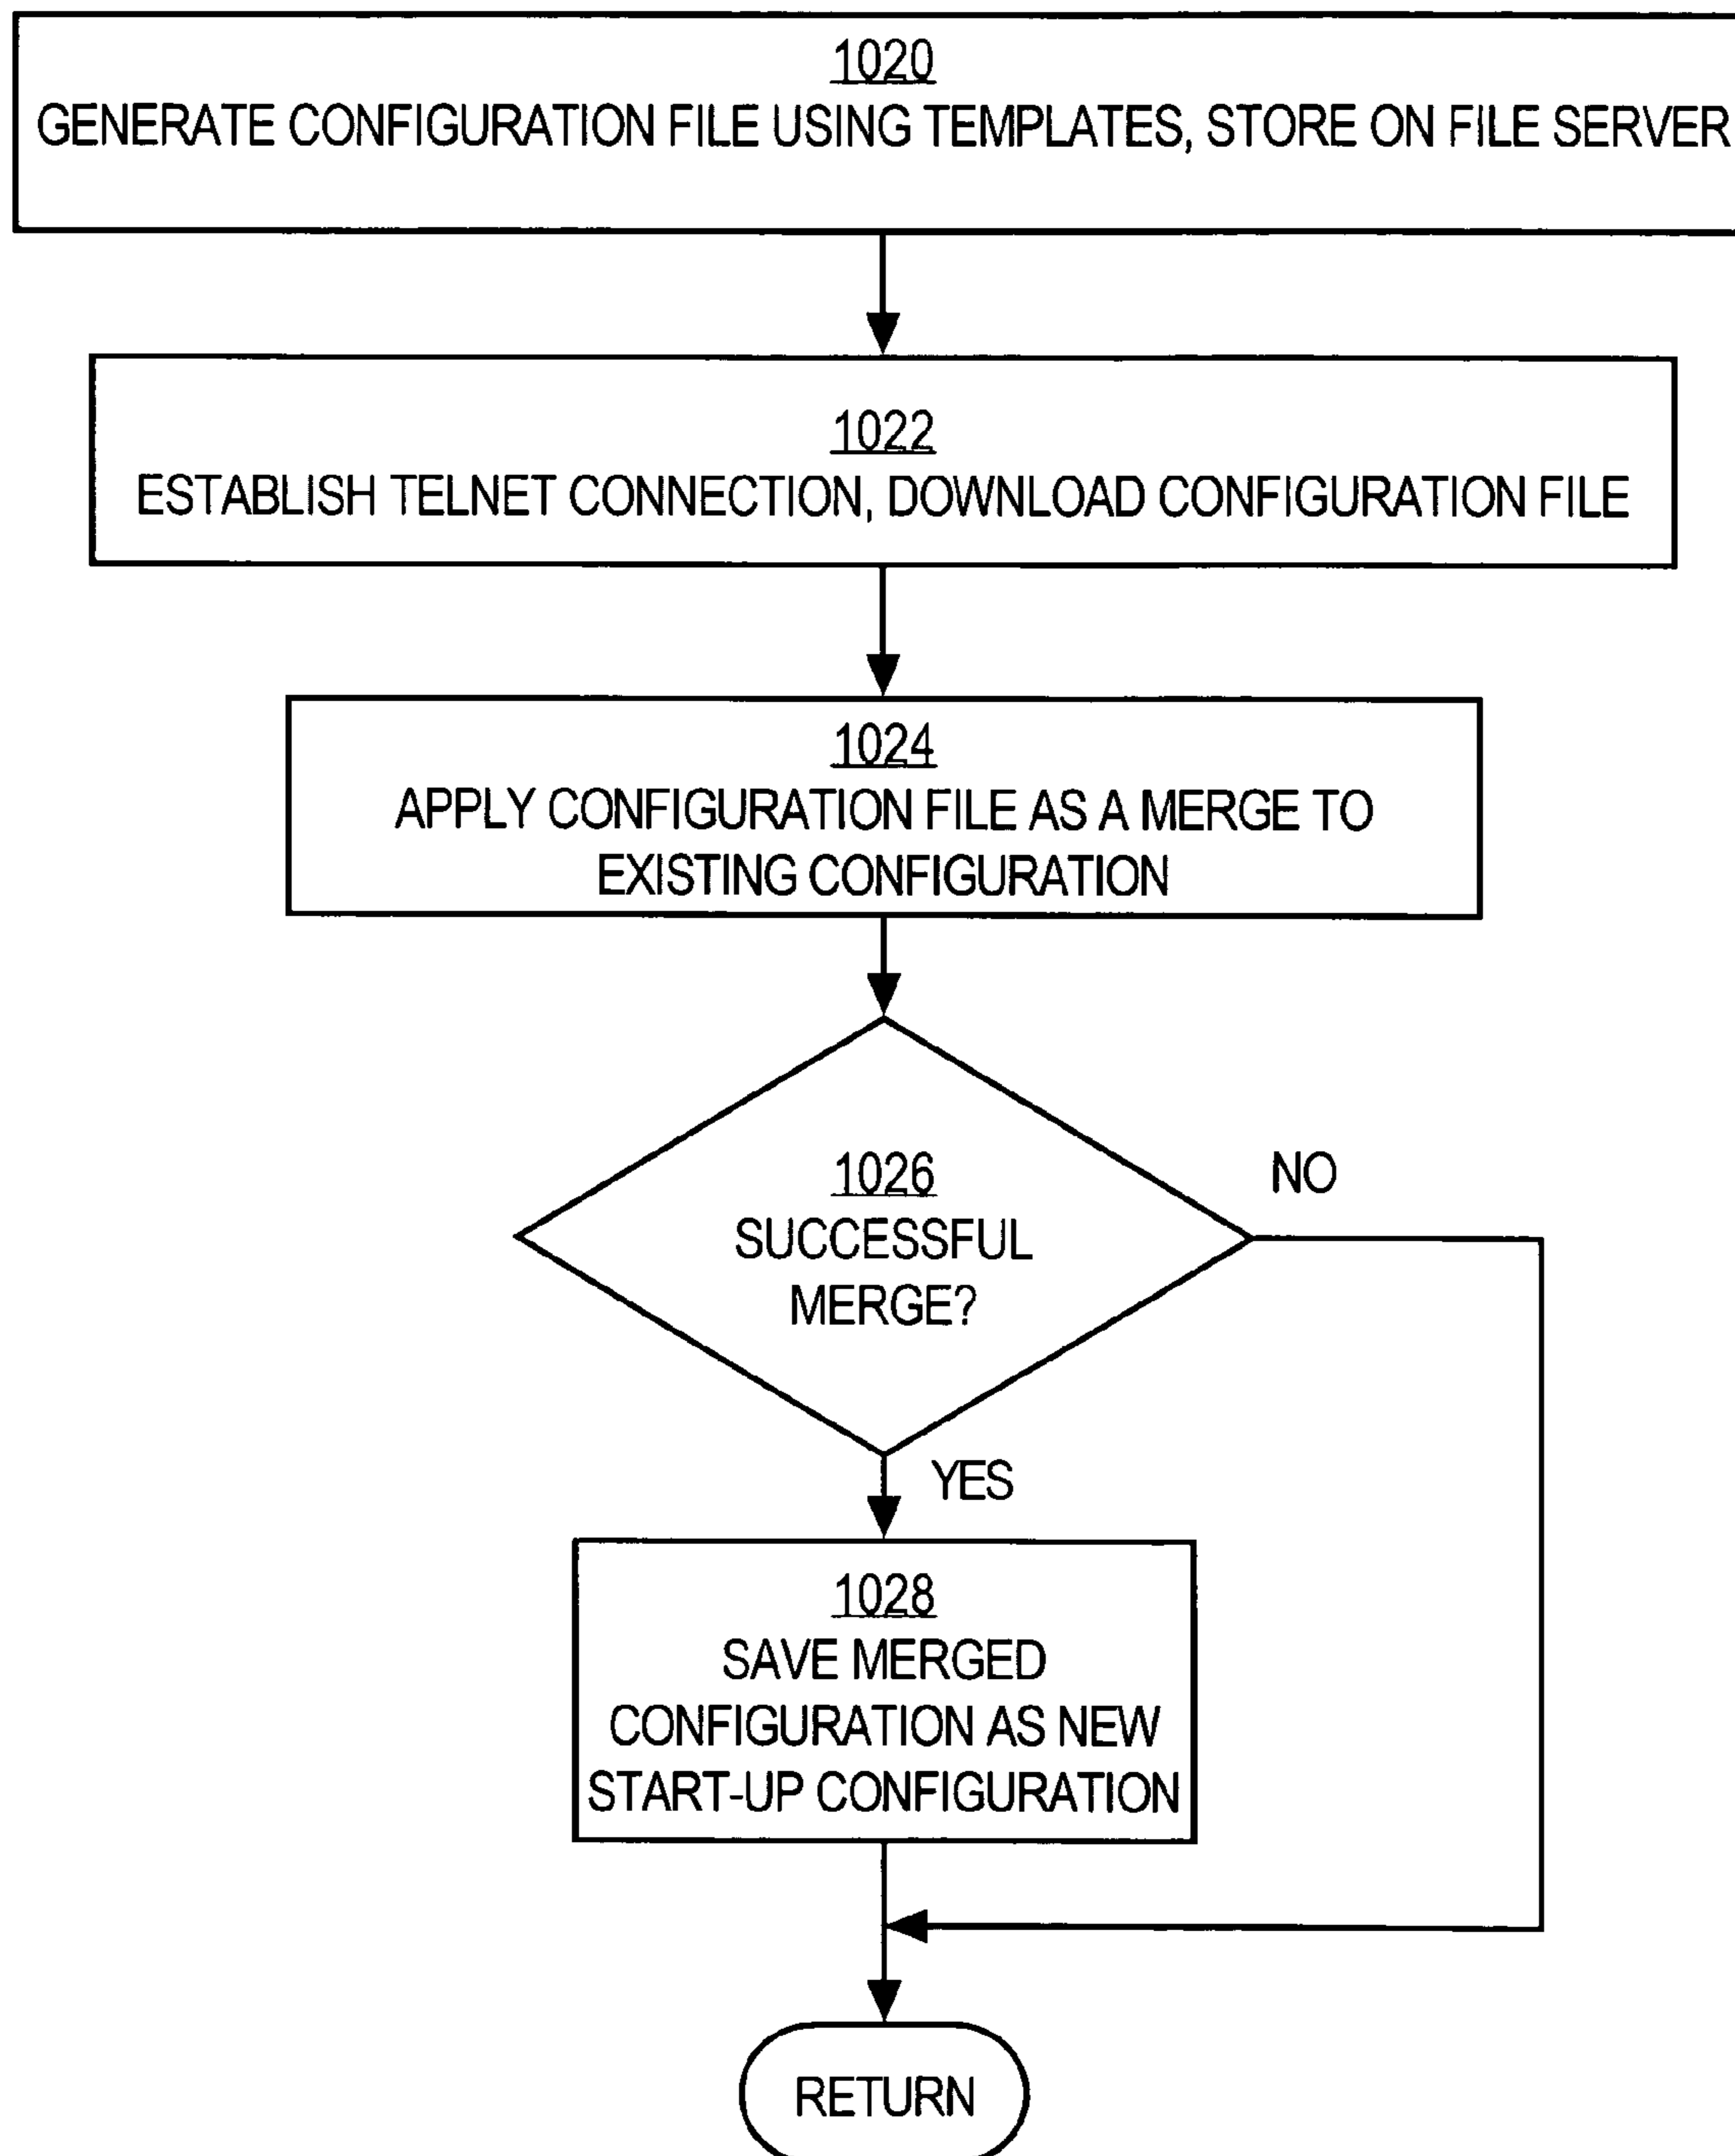 1020
GENERATE CONFIGURATION FILE USING TEMPLATES, STORE ON FILE SERVER
1022
ESTABLISH TELNET CONNECTION, DOWNLOAD CONFIGURATION FILE
1024
APPLY CONFIGURATION FILE AS A MERGE TO
EXISTING CONFIGURATION
1026
SUCCESSFUL
MERGE?
NO
YES
1028
SAVE MERGED
CONFIGURATION AS NEW
START-UP CONFIGURATION
RETURN